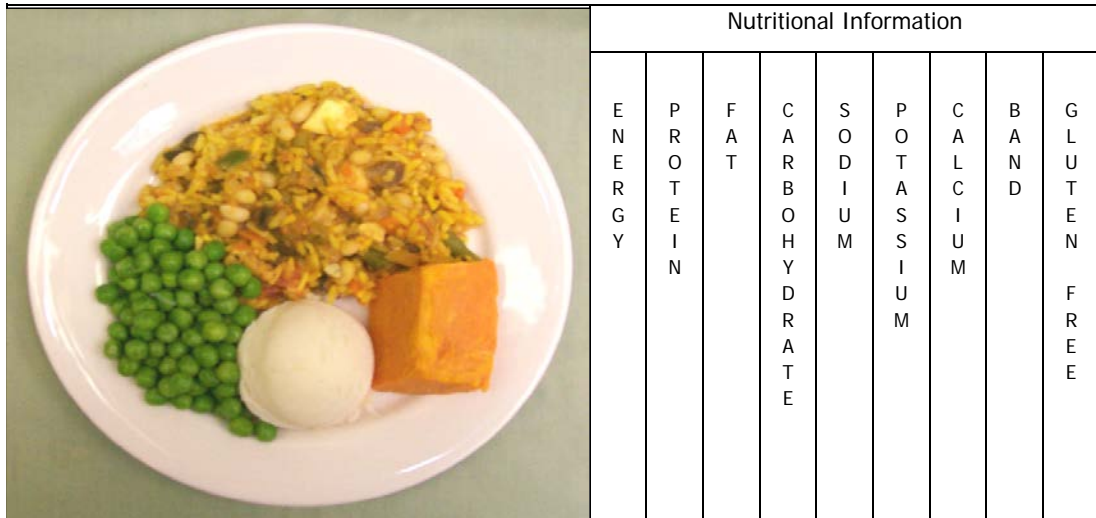 Nutritional Information
ENERGY
PROTEIN
FAT
CARBOHYDRATE
SODIUM
POTASSIUM
CALCIUM
BAND
GLUTEN FREE